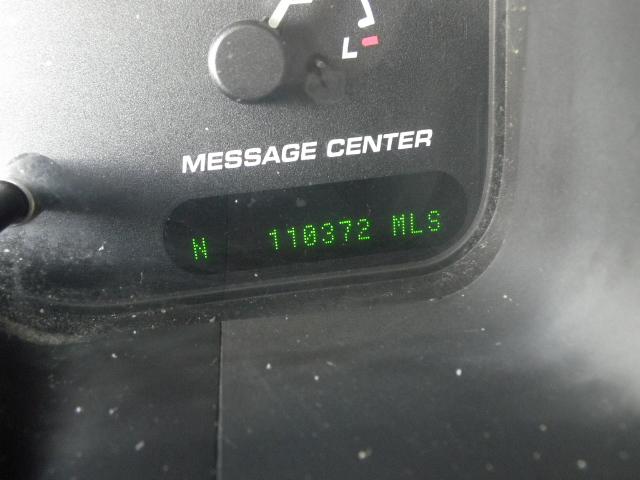 L
MESSAGE CENTER
N 110372 MLS